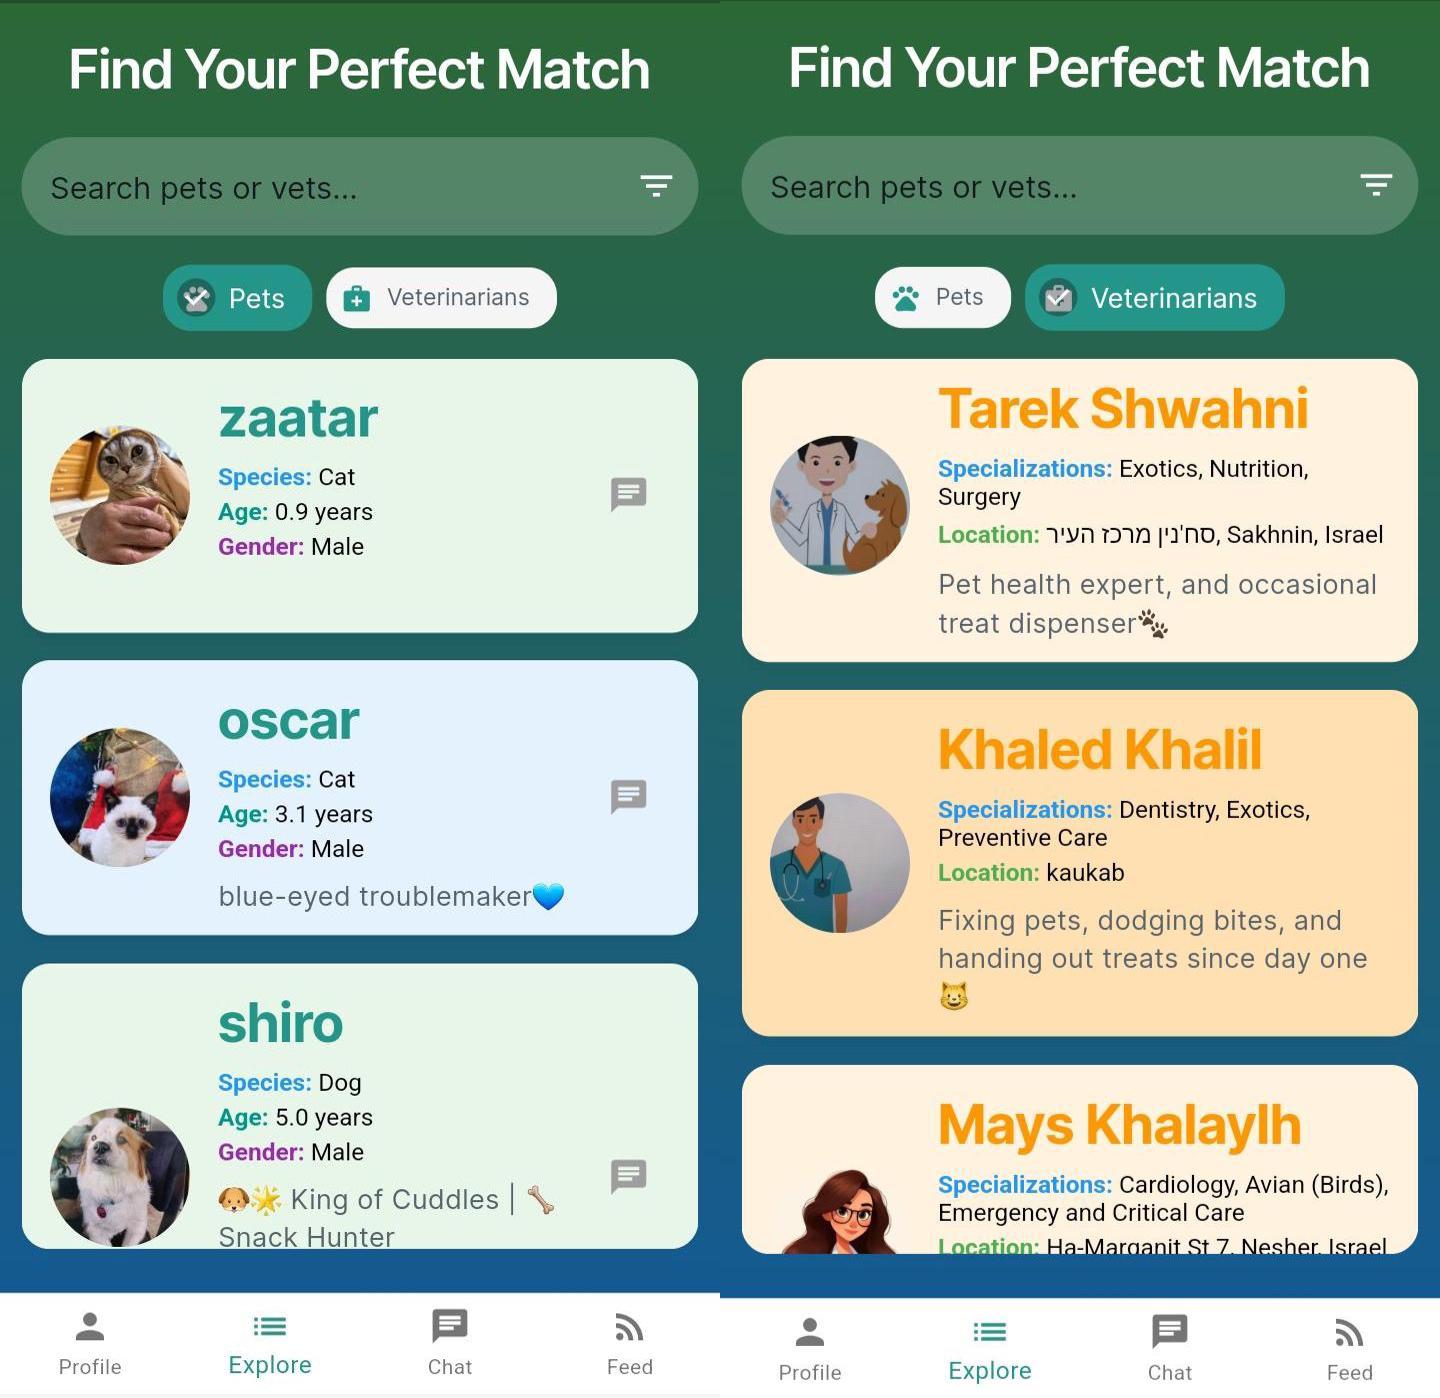 Find Your Perfect Match
Search pets or vets...
Pets
Veterinarians
zaatar
Species: Cat
Age: 0.9 years
Gender: Male
oscar
Species: Cat
Age: 3.1 years
Gender: Male
blue-eyed troublemaker💙
shiro
Species: Dog
Age: 5.0 years
Gender: Male
🐶🌟 King of Cuddles | 🦴
Snack Hunter
Profile
Explore
Chat
Feed
Find Your Perfect Match
Search pets or vets...
Pets
Veterinarians
Tarek Shwahni
Specializations: Exotics, Nutrition,
Surgery
Location: סח'נין מרכז העיר, Sakhnin, Israel
Pet health expert, and occasional
treat dispenser🐾
Khaled Khalil
Specializations: Dentistry, Exotics,
Preventive Care
Location: kaukab
Fixing pets, dodging bites, and
handing out treats since day one
😺
Mays Khalaylh
Specializations: Cardiology, Avian (Birds),
Emergency and Critical Care
Location: Ha-Marganit St 7, Nesher, Israel
Profile
Explore
Chat
Feed